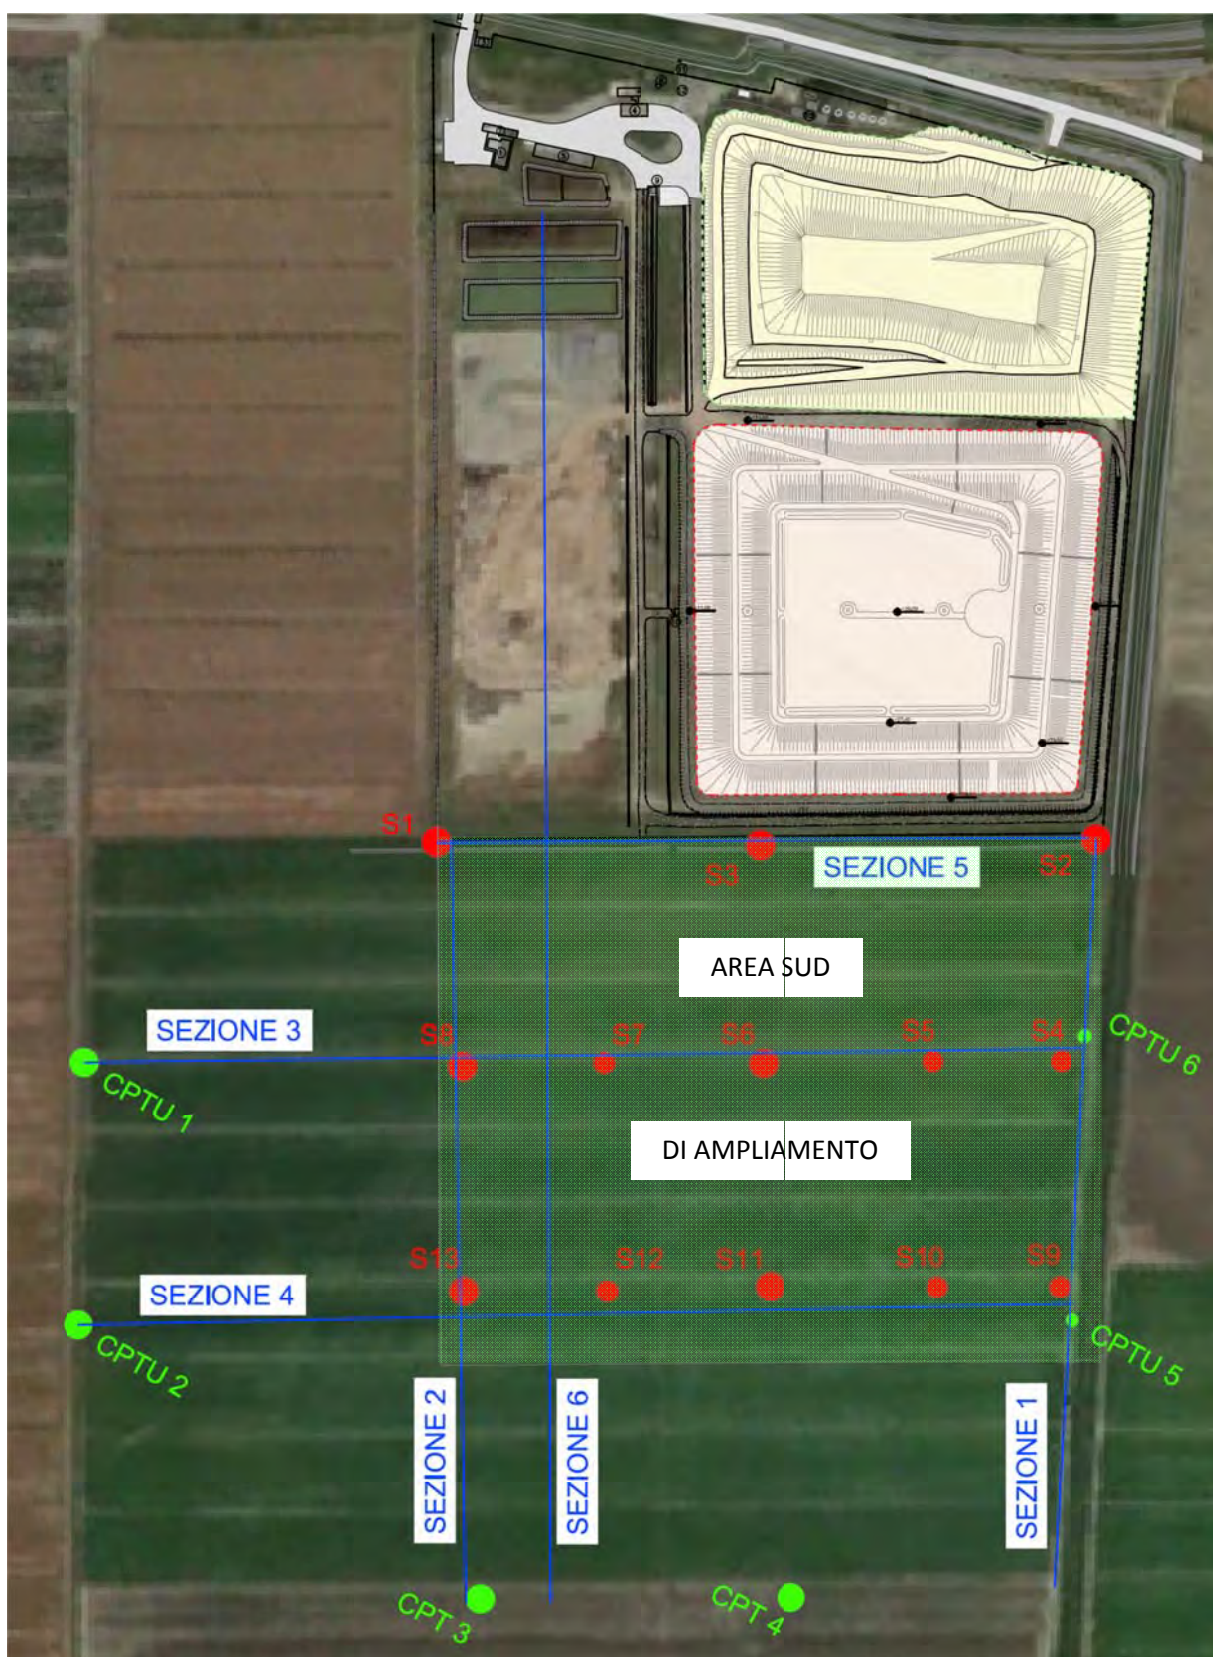 S1
S3
SEZIONE 5
S2
AREA SUD
SEZIONE 3
S8
S7
S6
S5
S4
CPTU 6
CPTU 1
DI AMPLIAMENTO
S13
S12
S11
S10
S9
SEZIONE 4
CPTU 2
CPTU 5
SEZIONE 2
SEZIONE 6
SEZIONE 1
CPT 3
CPT 4